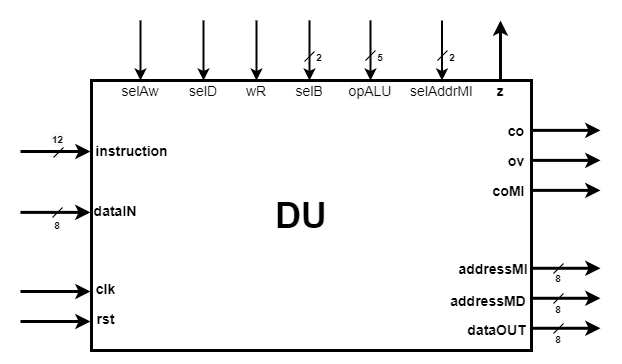 2
5
2
selAw selD wR selB opALU selAddrMI z
co
12
instruction
ov
coMI
dataIN
8
DU
addressMI
8
clk
addressMD
8
rst
dataOUT
8